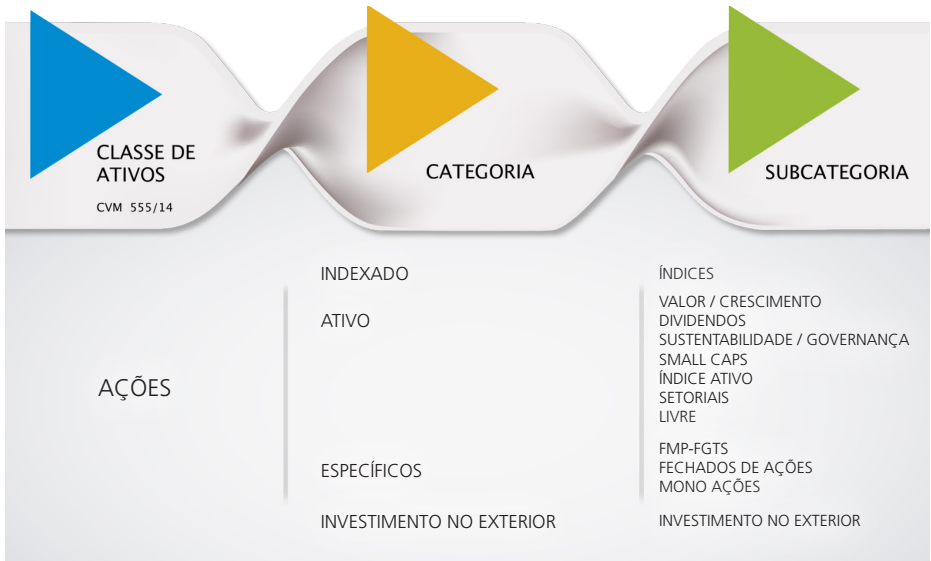 CLASSE DE
ATIVOS
CVM 555/14
CATEGORIA
SUBCATEGORIA
AÇÕES
INDEXADO
ÍNDICES
ATIVO
VALOR / CRESCIMENTO
DIVIDENDOS
SUSTENTABILIDADE / GOVERNANÇA
SMALL CAPS
ÍNDICE ATIVO
SETORIAIS
LIVRE
ESPECÍFICOS
FMP-FGTS
FECHADOS DE AÇÕES
MONO AÇÕES
INVESTIMENTO NO EXTERIOR
INVESTIMENTO NO EXTERIOR